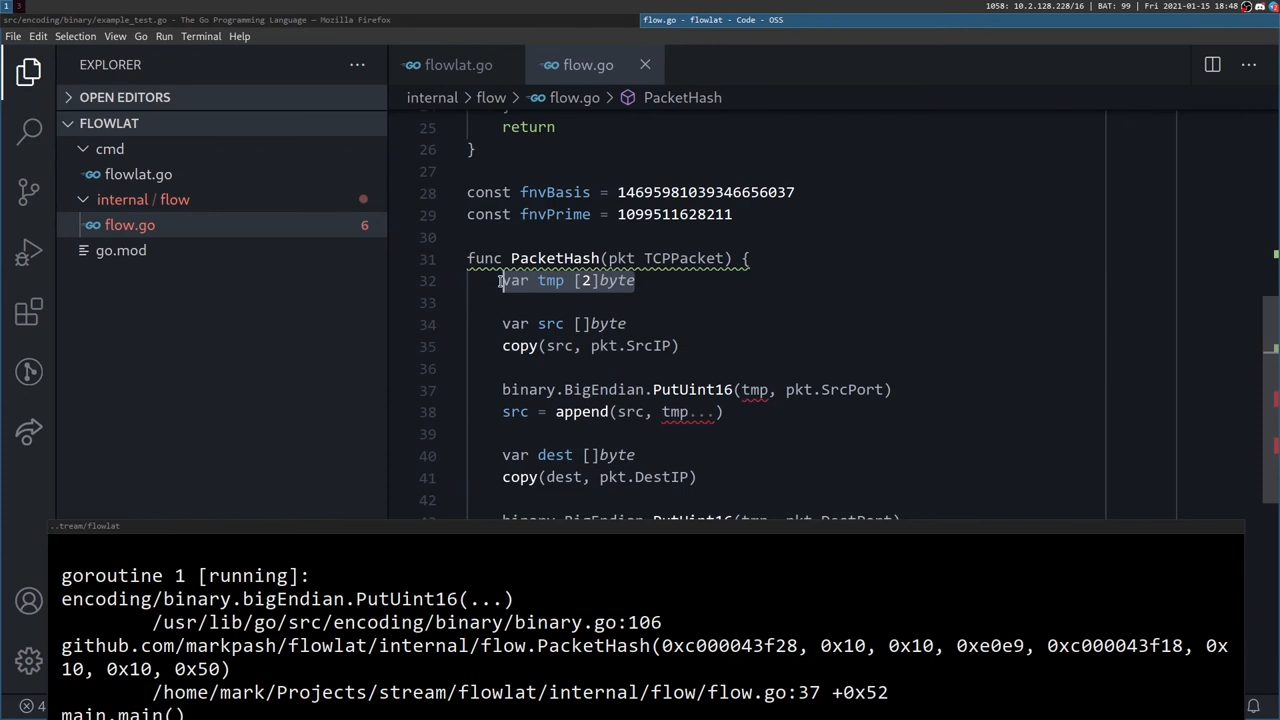 1 3 1058: 10.2.128.228/16 | BAT: 99 | Fri 2021-01-15 18:48
src/encoding/binary/example_test.go - The Go Programming Language — Mozilla Firefox
flow.go - flowlat - Code - OSS
File Edit Selection View Go Run Terminal Help
EXPLORER
OPEN EDITORS
FLOWLAT
cmd
flowlat.go
internal / flow
flow.go 6
go.mod
4
flowlat.go flow.go
internal > flow > flow.go > PacketHash
25 return
26 }
27
28 const fnvBasis = 14695981039346656037
29 const fnvPrime = 1099511628211
30
31 func PacketHash(pkt TCPPacket) {
32 var tmp [2]byte
33
34 var src []byte
35 copy(src, pkt.SrcIP)
36
37 binary.BigEndian.PutUint16(tmp, pkt.SrcPort)
38 src = append(src, tmp...)
39
40 var dest []byte
41 copy(dest, pkt.DestIP)
42
..tream/flowlat
goroutine 1 [running]:
encoding/binary.bigEndian.PutUint16(...)
/usr/lib/go/src/encoding/binary/binary.go:106
github.com/markpash/flowlat/internal/flow.PacketHash(0xc000043f28, 0x10, 0x10, 0xe0e9, 0xc000043f18, 0x
10, 0x10, 0x50)
/home/mark/Projects/stream/flowlat/internal/flow/flow.go:37 +0x52
main.main()